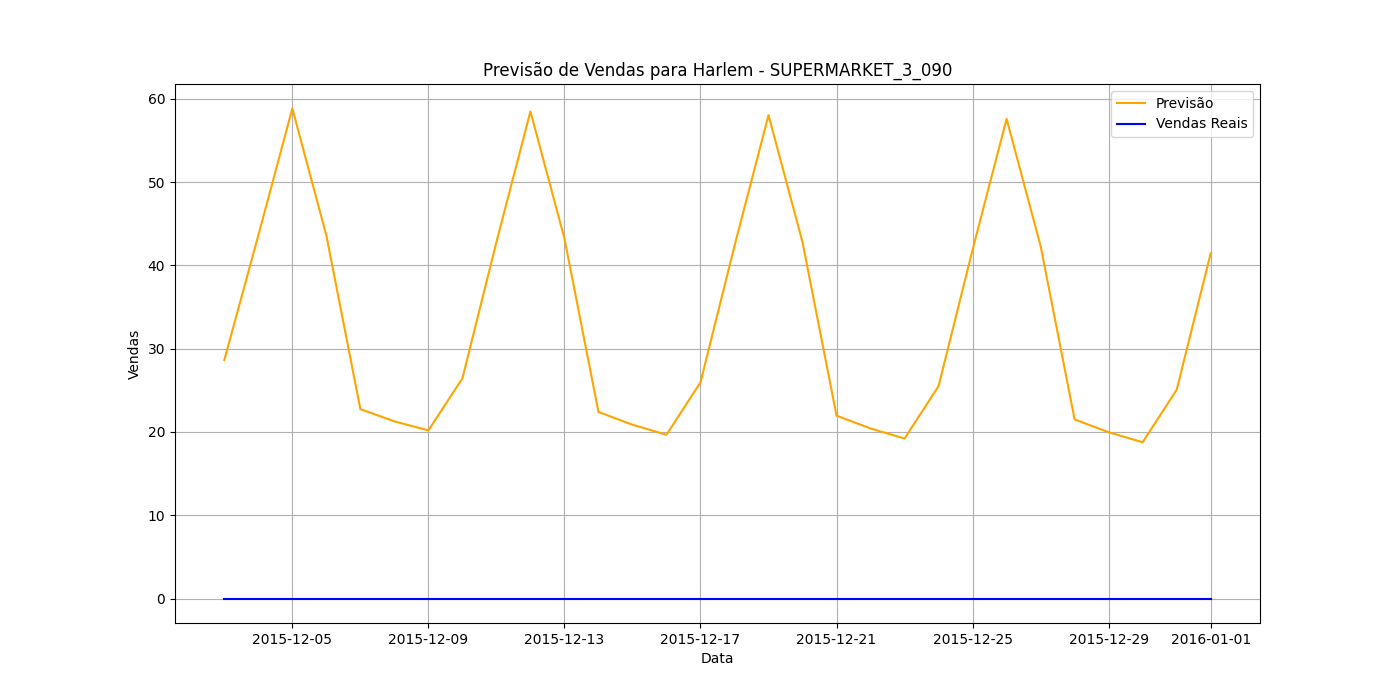 Previsão de Vendas para Harlem - SUPERMARKET_3_090
Previsão
Vendas Reais
Vendas
60
50
40
30
20
10
0
2015-12-05 2015-12-09 2015-12-13 2015-12-17 2015-12-21 2015-12-25 2015-12-29 2016-01-01
Data